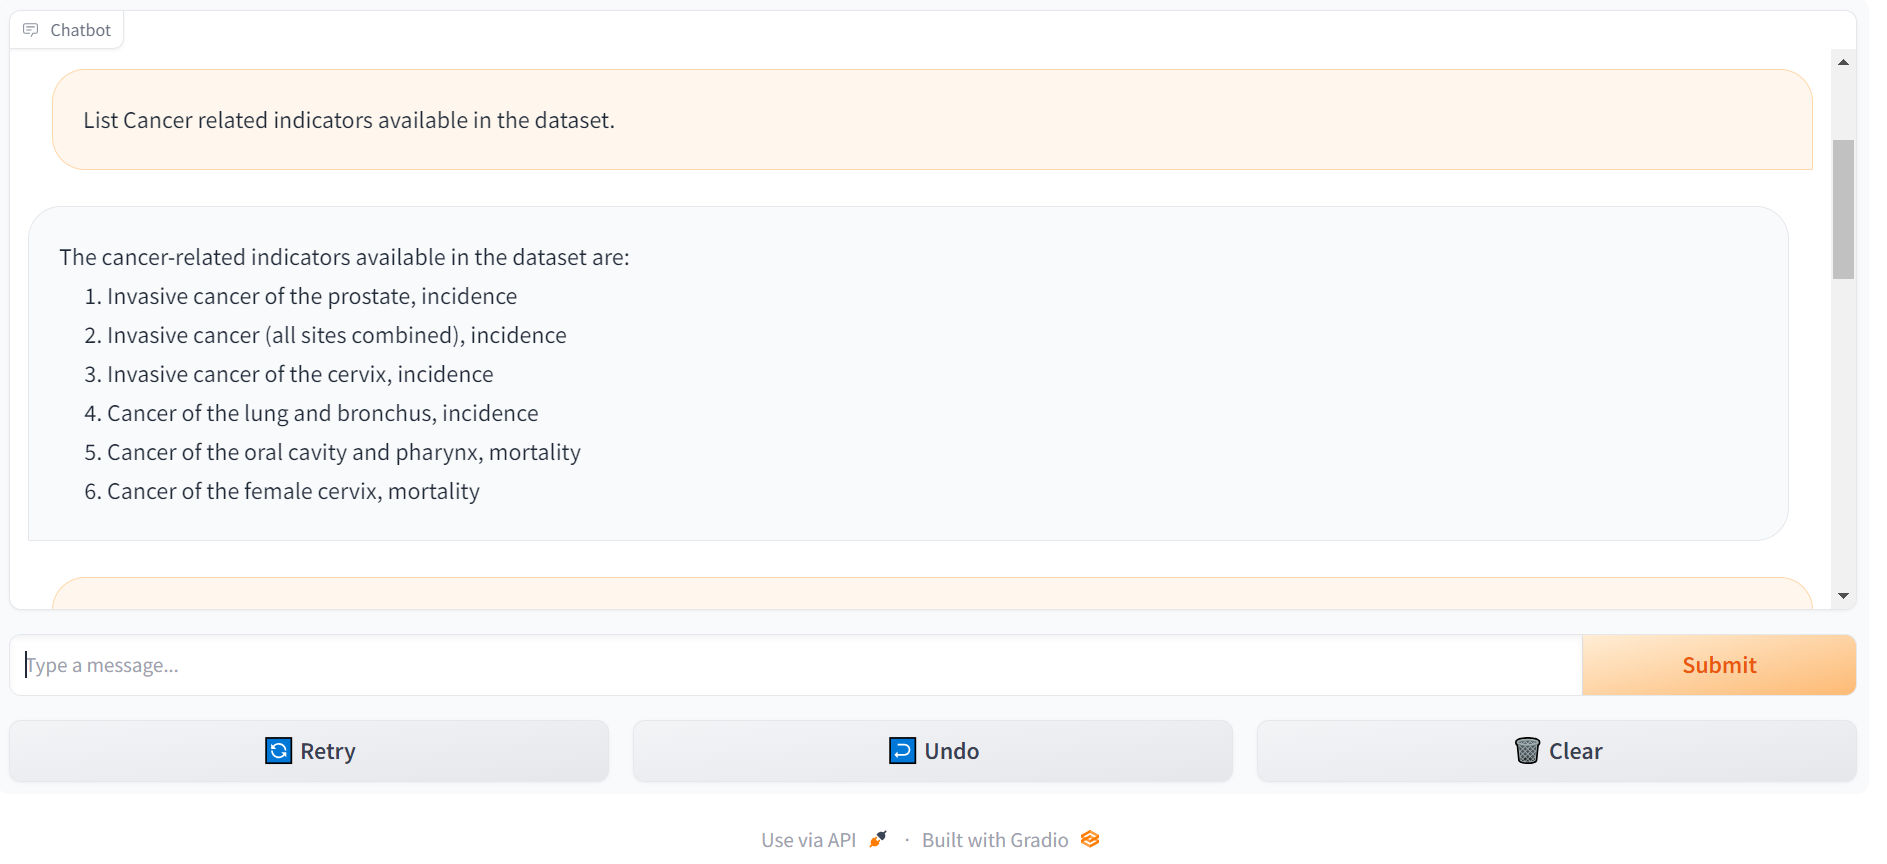 Chatbot
List Cancer related indicators available in the dataset.
The cancer-related indicators available in the dataset are:
1. Invasive cancer of the prostate, incidence
2. Invasive cancer (all sites combined), incidence
3. Invasive cancer of the cervix, incidence
4. Cancer of the lung and bronchus, incidence
5. Cancer of the oral cavity and pharynx, mortality
6. Cancer of the female cervix, mortality
Type a message...
Submit
Retry
Undo
Clear
Use via API · Built with Gradio